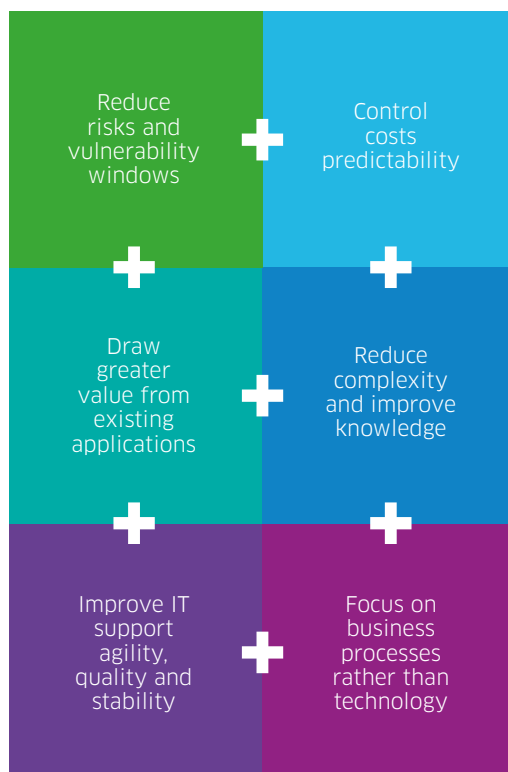 Reduce
risks and
vulnerability
windows
Control
costs
predictability
Draw
greater
value from
existing
applications
Reduce
complexity
and improve
knowledge
Improve IT
support
agility,
quality and
stability
Focus on
business
processes
rather than
technology